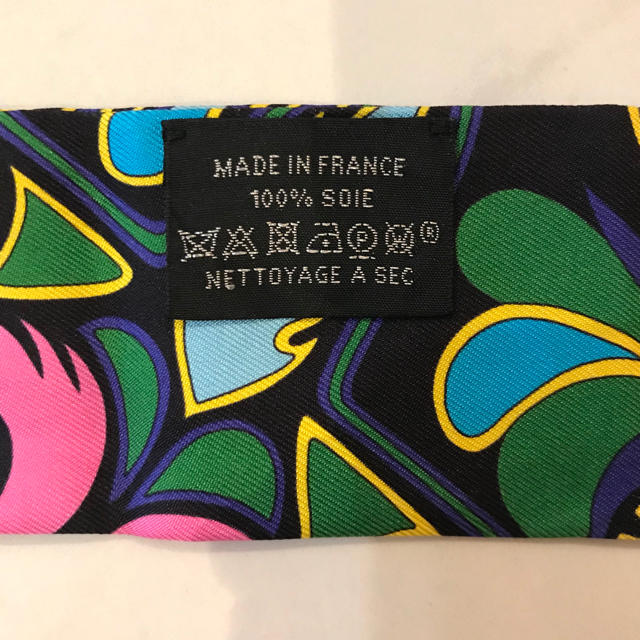 MADE IN FRANCE
100% SOIE
P W ®
NETTOYAGE A SEC